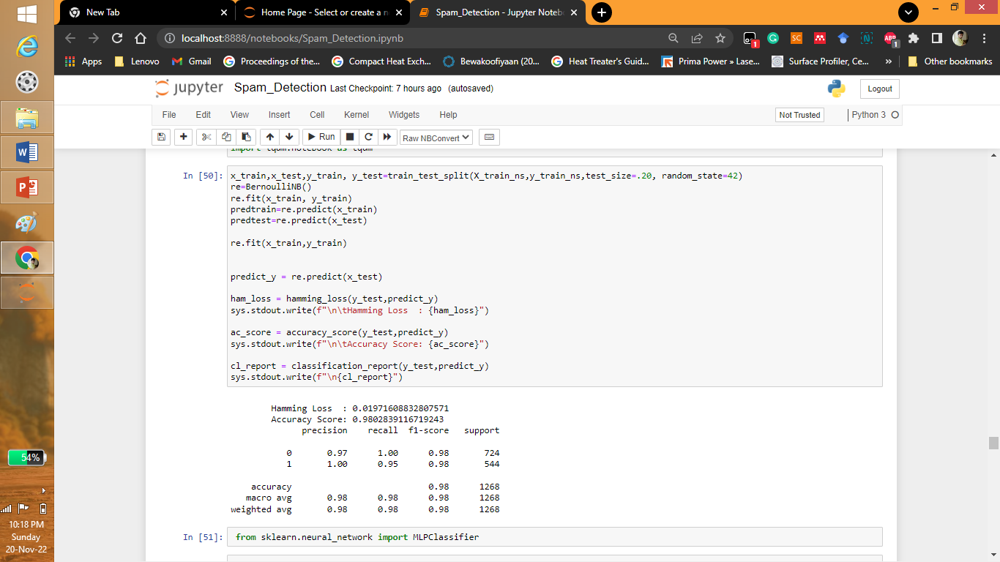 New Tab
Home Page - Select or create a n
Spam_Detection - Jupyter Noteb
localhost:8888/notebooks/Spam_Detection.ipynb
1
1
Apps
Lenovo
Gmail
Proceedings of the...
Compact Heat Exch...
Bewakoofiyaan (20...
Heat Treater's Guid...
Prima Power » Lase...
Surface Profiler, Ce...
»
Other bookmarks
jupyter Spam_Detection Last Checkpoint: 7 hours ago (autosaved)
Logout
File Edit View Insert Cell Kernel Widgets Help
Not Trusted
Python 3
Run
Raw NBConvert
import tqdm.notebook as tqdm
In [50]:
x_train,x_test,y_train, y_test=train_test_split(X_train_ns,y_train_ns,test_size=.20, random_state=42)
re=BernoulliNB()
re.fit(x_train, y_train)
predtrain=re.predict(x_train)
predtest=re.predict(x_test)
re.fit(x_train,y_train)
predict_y = re.predict(x_test)
ham_loss = hamming_loss(y_test,predict_y)
sys.stdout.write(f"\n\tHamming Loss  : {ham_loss}")
ac_score = accuracy_score(y_test,predict_y)
sys.stdout.write(f"\n\tAccuracy Score: {ac_score}")
cl_report = classification_report(y_test,predict_y)
sys.stdout.write(f"\n{cl_report}")
Hamming Loss  : 0.01971608832807571
Accuracy Score: 0.9802839116719243
precision recall f1-score support
0 0.97 1.00 0.98 724
1 1.00 0.95 0.98 544
accuracy 0.98 1268
macro avg 0.98 0.98 0.98 1268
weighted avg 0.98 0.98 0.98 1268
In [51]:
from sklearn.neural_network import MLPClassifier
54%
10:18 PM
Sunday
20-Nov-22